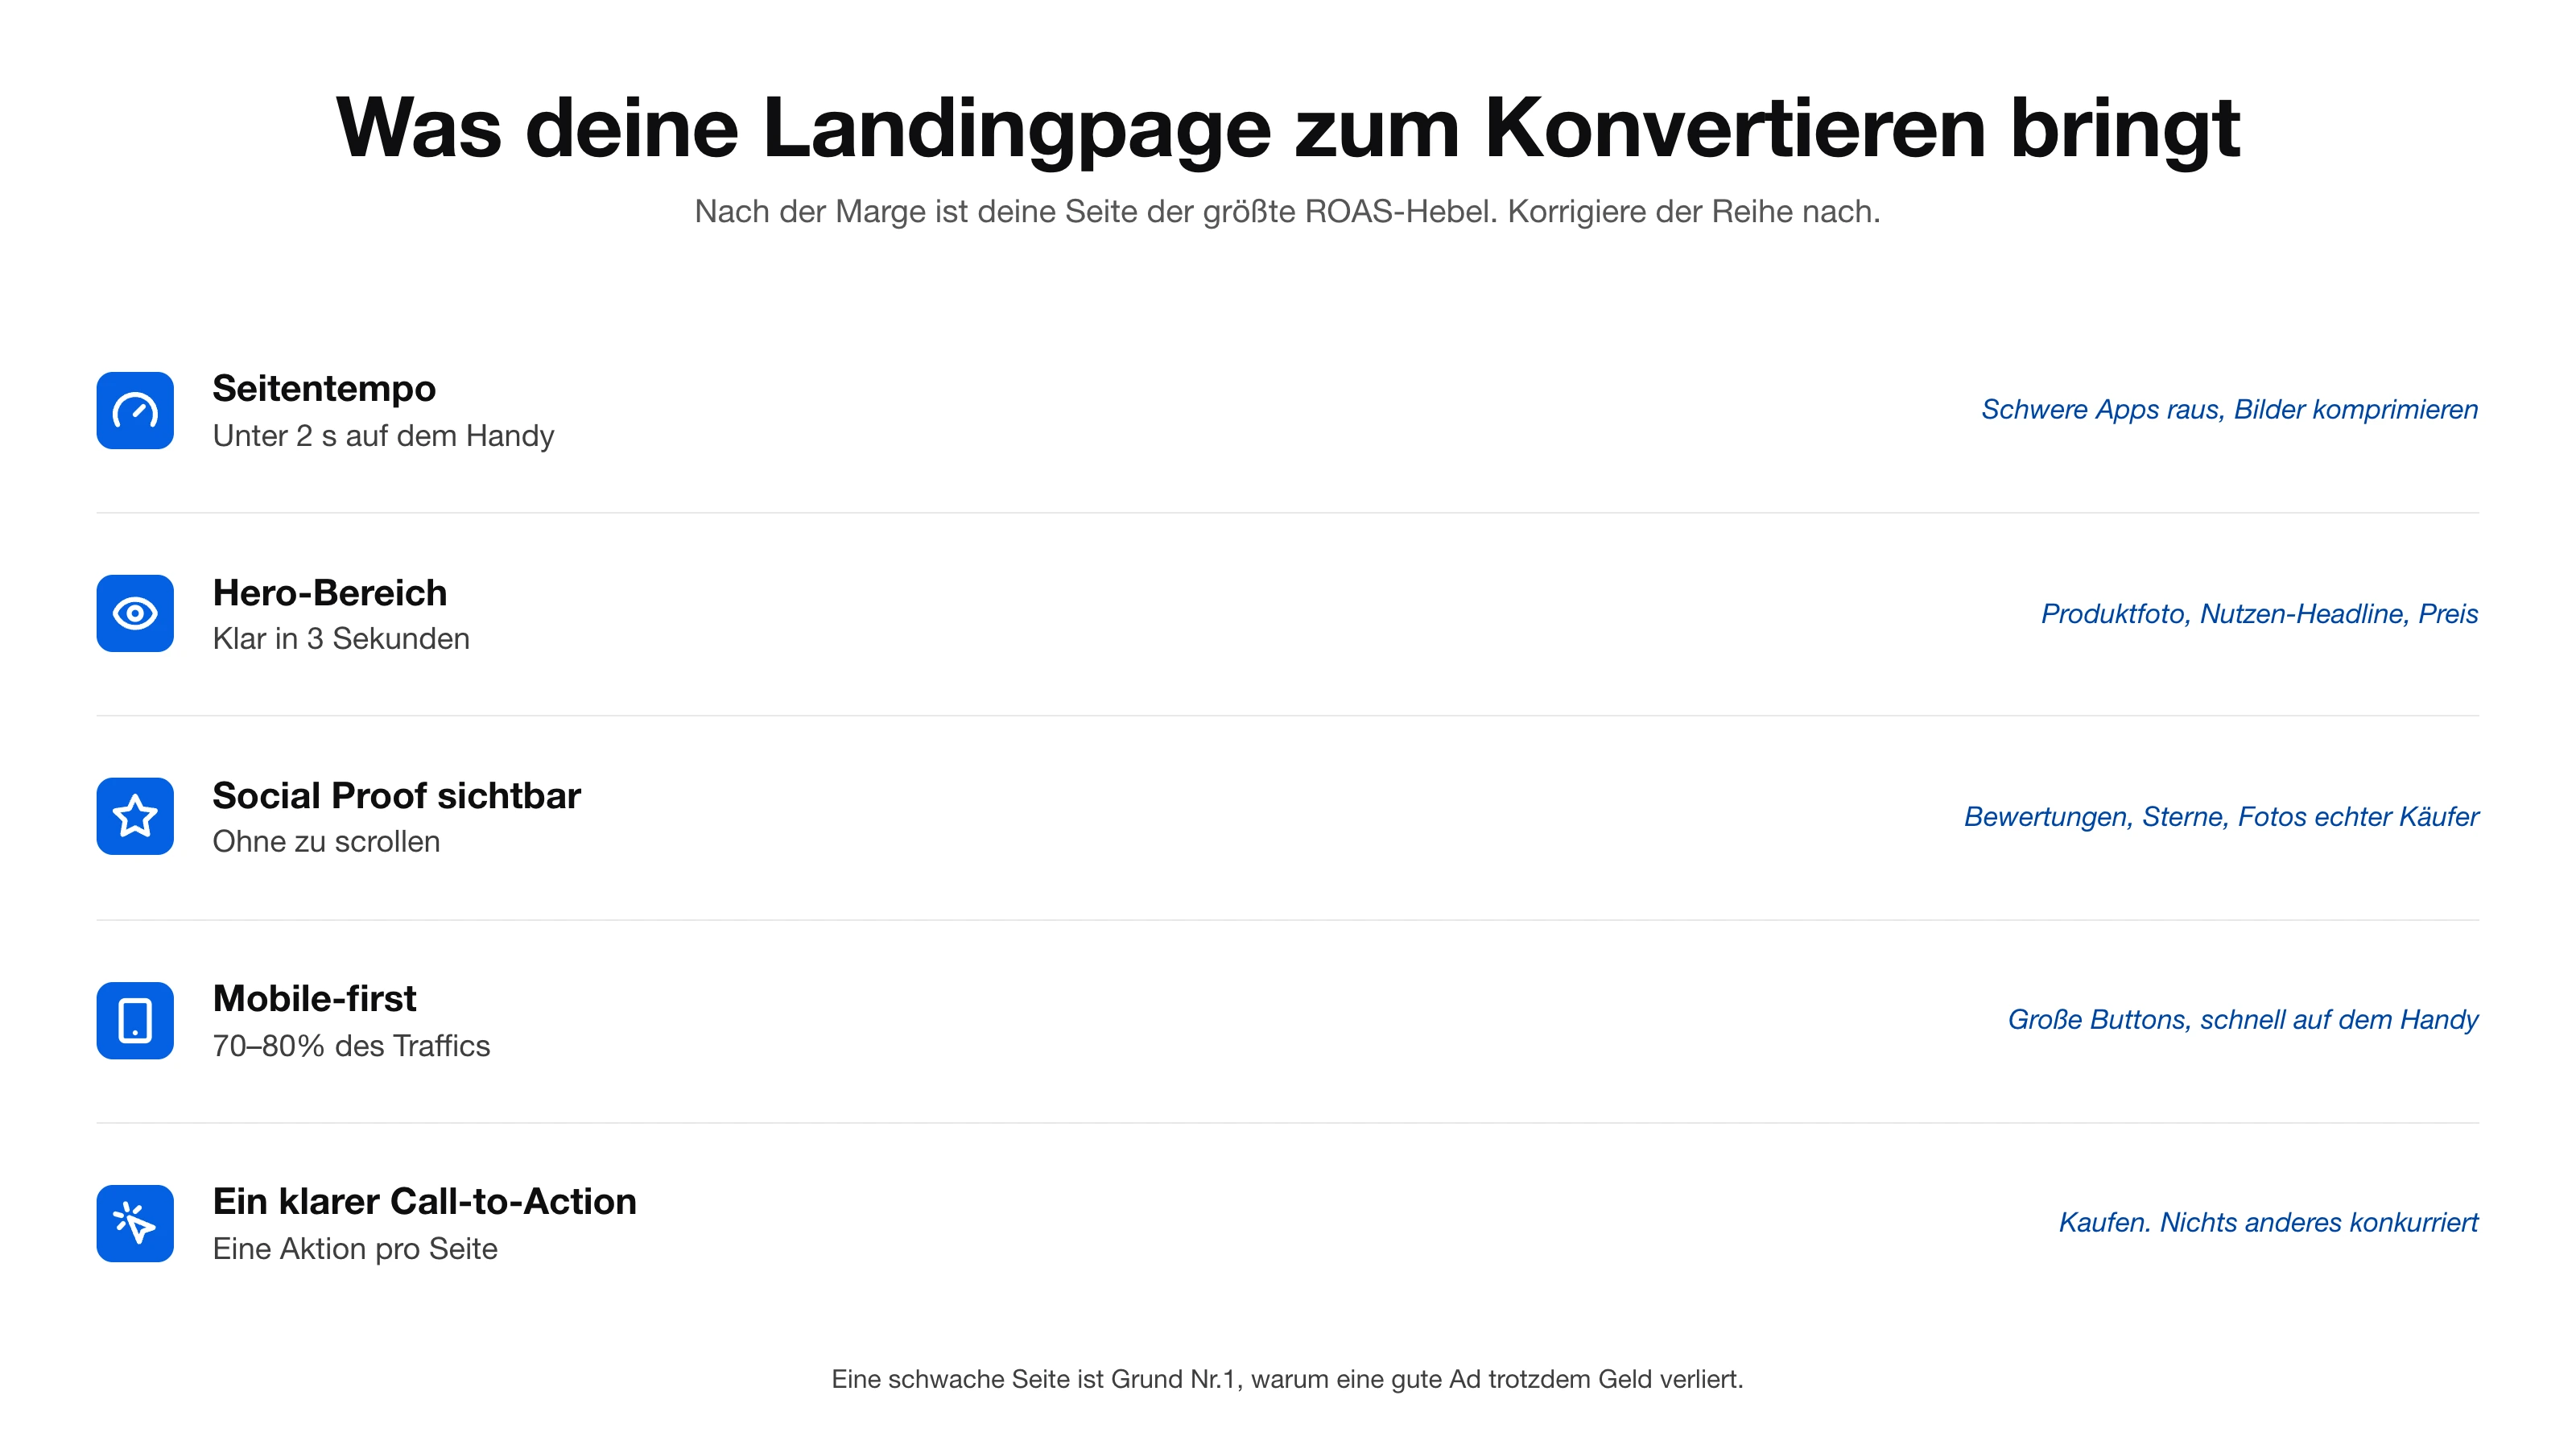 Was deine Landingpage zum Konvertieren bringt
Nach der Marge ist deine Seite der größte ROAS-Hebel. Korrigiere der Reihe nach.
Seitentempo
Unter 2 s auf dem Handy
Schwere Apps raus, Bilder komprimieren
Hero-Bereich
Klar in 3 Sekunden
Produktfoto, Nutzen-Headline, Preis
Social Proof sichtbar
Ohne zu scrollen
Bewertungen, Sterne, Fotos echter Käufer
Mobile-first
70–80% des Traffics
Große Buttons, schnell auf dem Handy
Ein klarer Call-to-Action
Eine Aktion pro Seite
Kaufen. Nichts anderes konkurriert
Eine schwache Seite ist Grund Nr.1, warum eine gute Ad trotzdem Geld verliert.